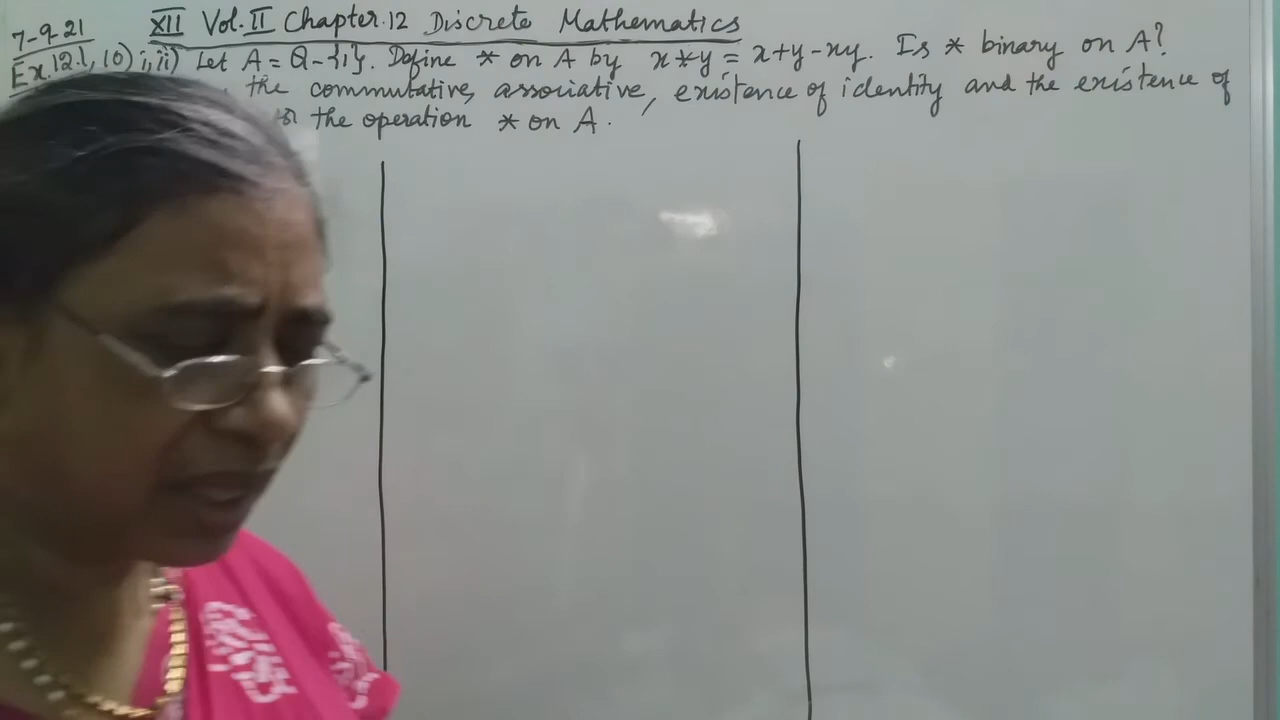 7-9-21
XII Vol.II Chapter.12 Discrete Mathematics
Ex.12.1, 10) i, ii) Let A = Q-{1}. Define * on A by x*y = x+y-xy. Is * binary on A?
the commutative, associative, existence of identity and the existence of
the operation * on A.